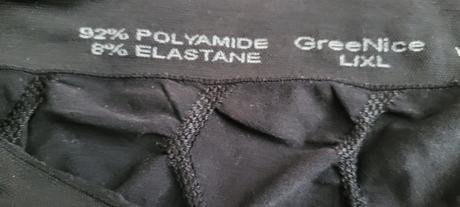 92% POLYAMIDE
8% ELASTANE
GreeNice
L/XL